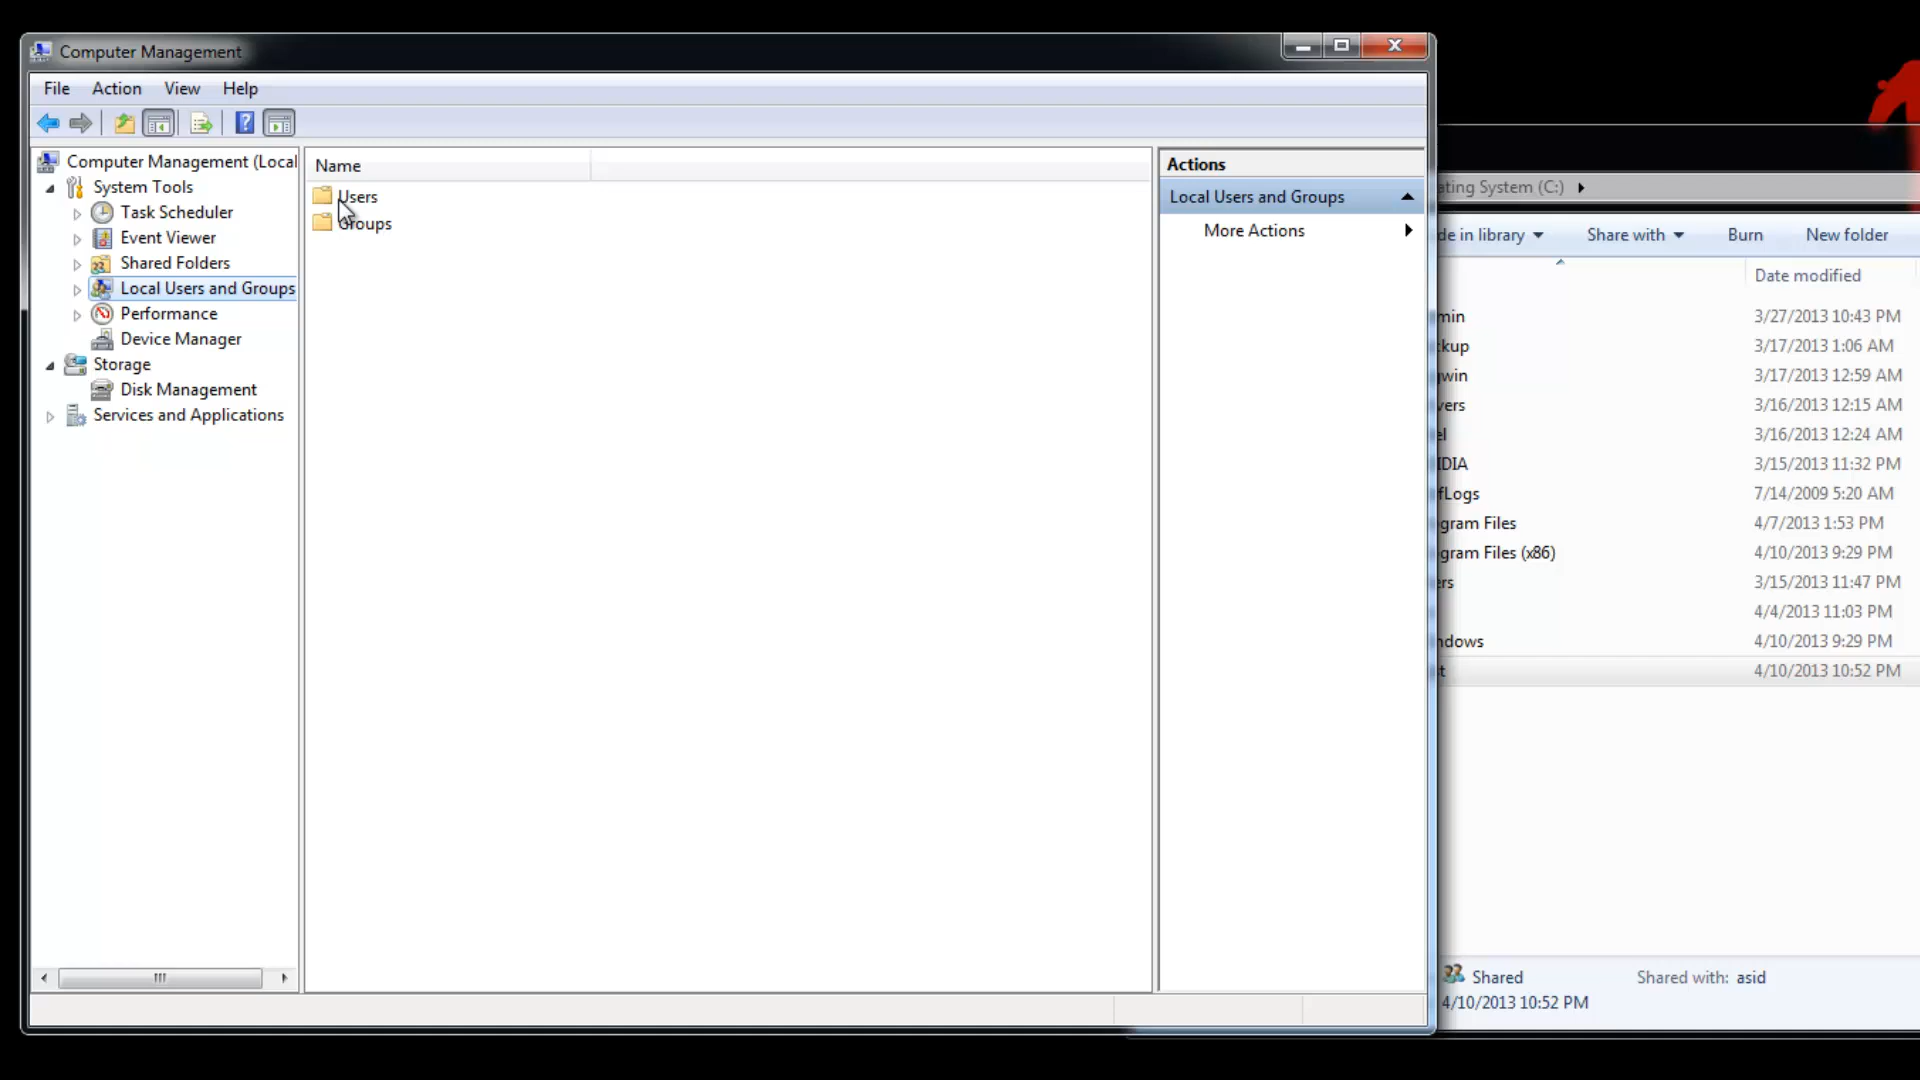 Computer Management
File Action View Help
Computer Management (Local
System Tools
Task Scheduler
Event Viewer
Shared Folders
Local Users and Groups
Performance
Device Manager
Storage
Disk Management
Services and Applications
Name
Users
Groups
Actions
Local Users and Groups
More Actions
ating System (C:)
de in library Share with Burn New folder
Date modified
min 3/27/2013 10:43 PM
kup 3/17/2013 1:06 AM
gwin 3/17/2013 12:59 AM
vers 3/16/2013 12:15 AM
el 3/16/2013 12:24 AM
IDIA 3/15/2013 11:32 PM
fLogs 7/14/2009 5:20 AM
gram Files 4/7/2013 1:53 PM
gram Files (x86) 4/10/2013 9:29 PM
ers 3/15/2013 11:47 PM
4/4/2013 11:03 PM
ndows 4/10/2013 9:29 PM
t 4/10/2013 10:52 PM
Shared Shared with: asid
4/10/2013 10:52 PM